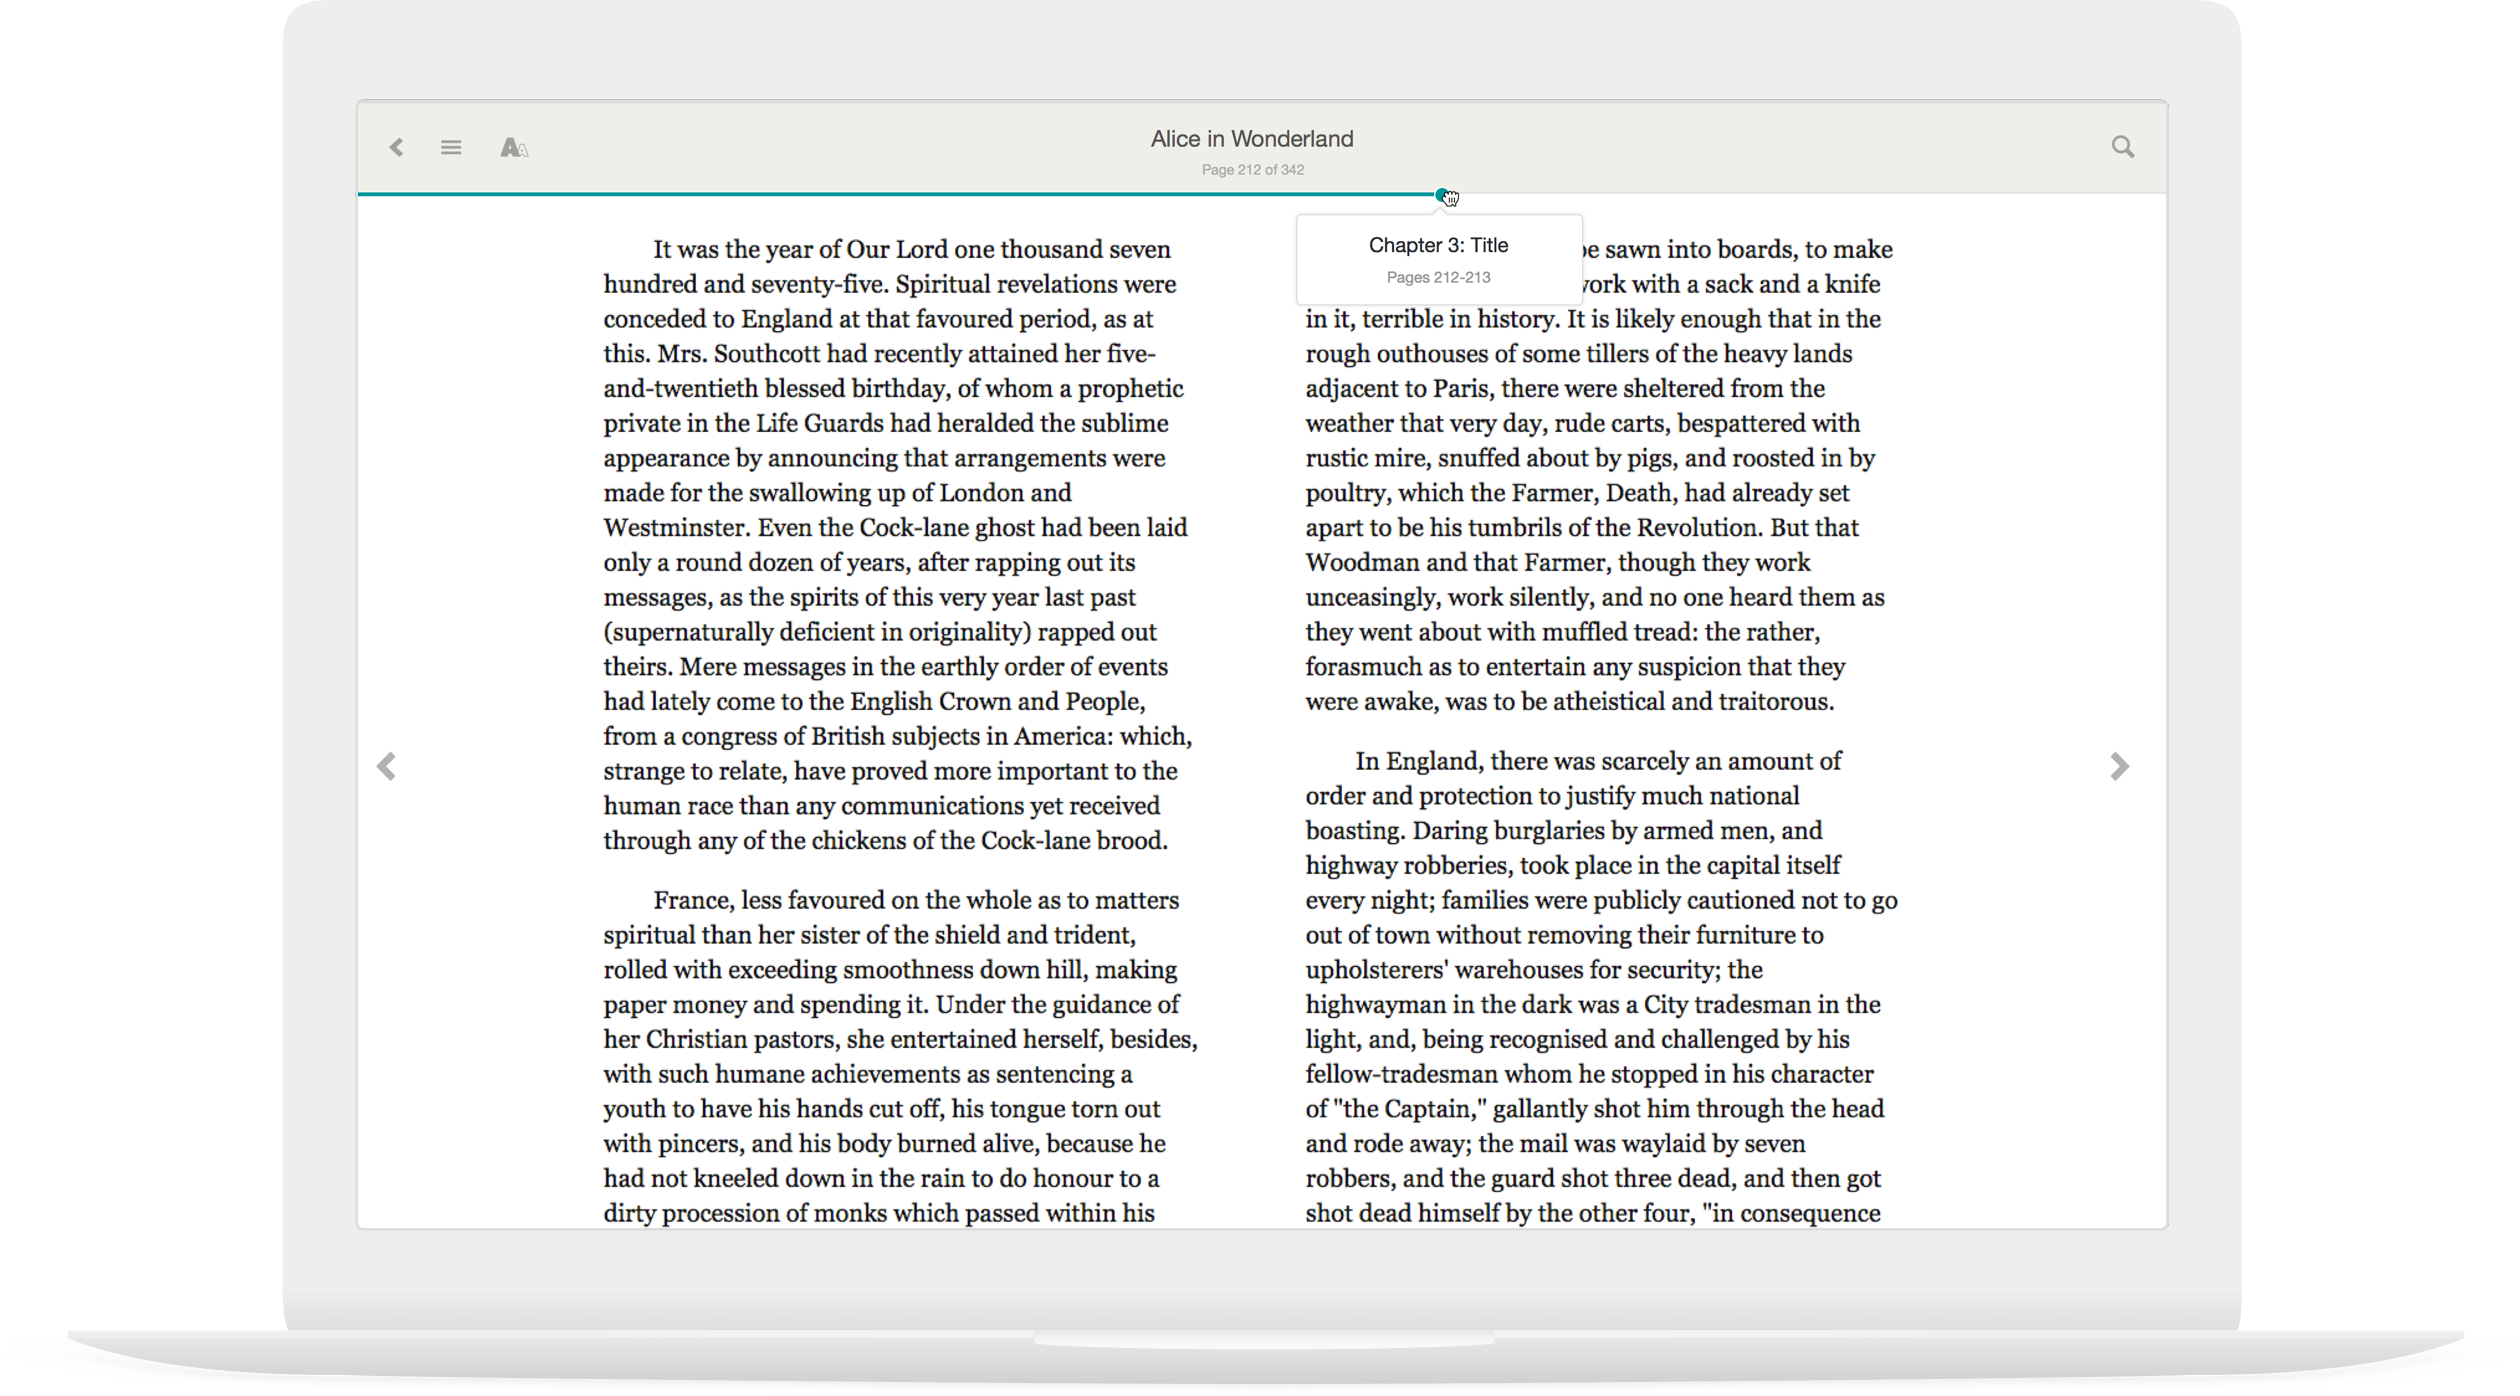 Alice in Wonderland
Page 212 of 342
Chapter 3: Title
Pages 212-213
It was the year of Our Lord one thousand seven
hundred and seventy-five. Spiritual revelations were
conceded to England at that favoured period, as at
this. Mrs. Southcott had recently attained her five-
and-twentieth blessed birthday, of whom a prophetic
private in the Life Guards had heralded the sublime
appearance by announcing that arrangements were
made for the swallowing up of London and
Westminster. Even the Cock-lane ghost had been laid
only a round dozen of years, after rapping out its
messages, as the spirits of this very year last past
(supernaturally deficient in originality) rapped out
theirs. Mere messages in the earthly order of events
had lately come to the English Crown and People,
from a congress of British subjects in America: which,
strange to relate, have proved more important to the
human race than any communications yet received
through any of the chickens of the Cock-lane brood.
France, less favoured on the whole as to matters
spiritual than her sister of the shield and trident,
rolled with exceeding smoothness down hill, making
paper money and spending it. Under the guidance of
her Christian pastors, she entertained herself, besides,
with such humane achievements as sentencing a
youth to have his hands cut off, his tongue torn out
with pincers, and his body burned alive, because he
had not kneeled down in the rain to do honour to a
dirty procession of monks which passed within his
sawn into boards, to make
with a sack and a knife
in it, terrible in history. It is likely enough that in the
rough outhouses of some tillers of the heavy lands
adjacent to Paris, there were sheltered from the
weather that very day, rude carts, bespattered with
rustic mire, snuffed about by pigs, and roosted in by
poultry, which the Farmer, Death, had already set
apart to be his tumbrils of the Revolution. But that
Woodman and that Farmer, though they work
unceasingly, work silently, and no one heard them as
they went about with muffled tread: the rather,
forasmuch as to entertain any suspicion that they
were awake, was to be atheistical and traitorous.
In England, there was scarcely an amount of
order and protection to justify much national
boasting. Daring burglaries by armed men, and
highway robberies, took place in the capital itself
every night; families were publicly cautioned not to go
out of town without removing their furniture to
upholsterers' warehouses for security; the
highwayman in the dark was a City tradesman in the
light, and, being recognised and challenged by his
fellow-tradesman whom he stopped in his character
of "the Captain," gallantly shot him through the head
and rode away; the mail was waylaid by seven
robbers, and the guard shot three dead, and then got
shot dead himself by the other four, "in consequence